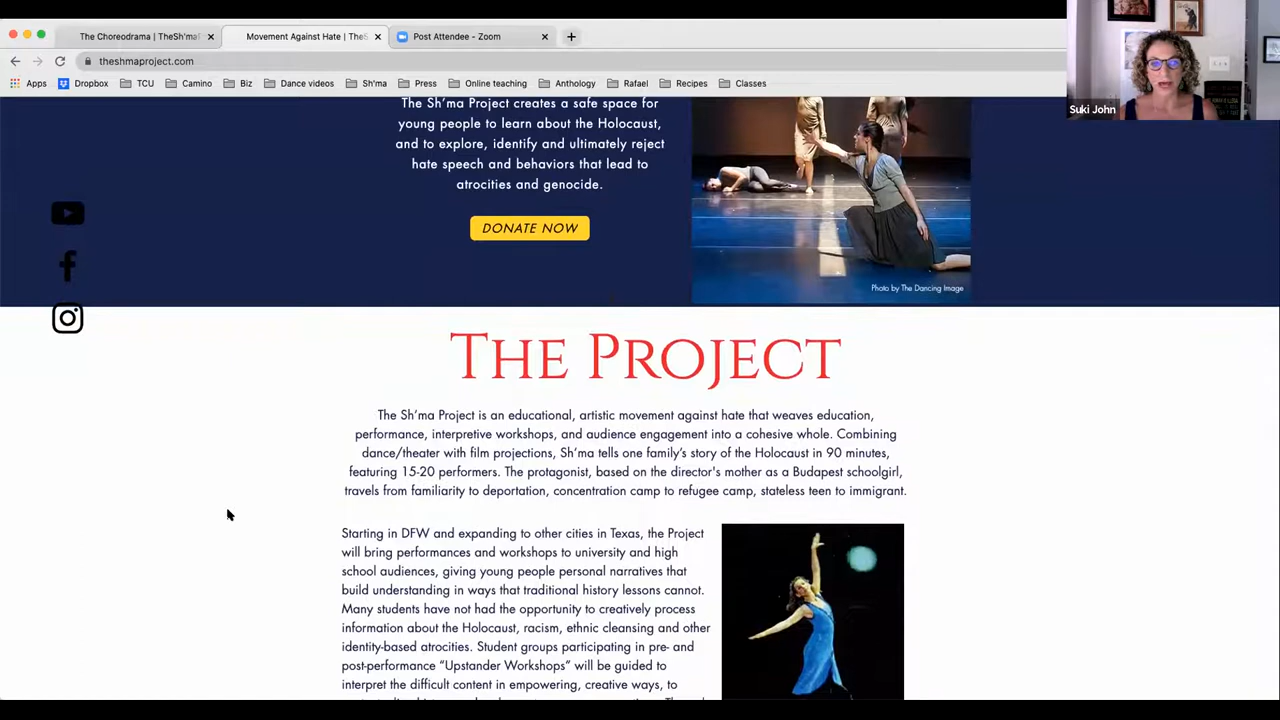 The Choreodrama | TheSh'ma
Movement Against Hate | TheS
Post Attendee - Zoom
theshmaproject.com
Apps
Dropbox
TCU
Camino
Biz
Dance videos
Sh'ma
Press
Online teaching
Anthology
Rafael
Recipes
Classes
Suki John
The Sh'ma Project creates a safe space for
young people to learn about the Holocaust,
and to explore, identify and ultimately reject
hate speech and behaviors that lead to
atrocities and genocide.
DONATE NOW
Photo by The Dancing Image
The Project
The Sh'ma Project is an educational, artistic movement against hate that weaves education,
performance, interpretive workshops, and audience engagement into a cohesive whole. Combining
dance/theater with film projections, Sh'ma tells one family's story of the Holocaust in 90 minutes,
featuring 15-20 performers. The protagonist, based on the director's mother as a Budapest schoolgirl,
travels from familiarity to deportation, concentration camp to refugee camp, stateless teen to immigrant.
Starting in DFW and expanding to other cities in Texas, the Project
will bring performances and workshops to university and high
school audiences, giving young people personal narratives that
build understanding in ways that traditional history lessons cannot.
Many students have not had the opportunity to creatively process
information about the Holocaust, racism, ethnic cleansing and other
identity-based atrocities. Student groups participating in pre- and
post-performance “Upstander Workshops” will be guided to
interpret the difficult content in empowering, creative ways, to